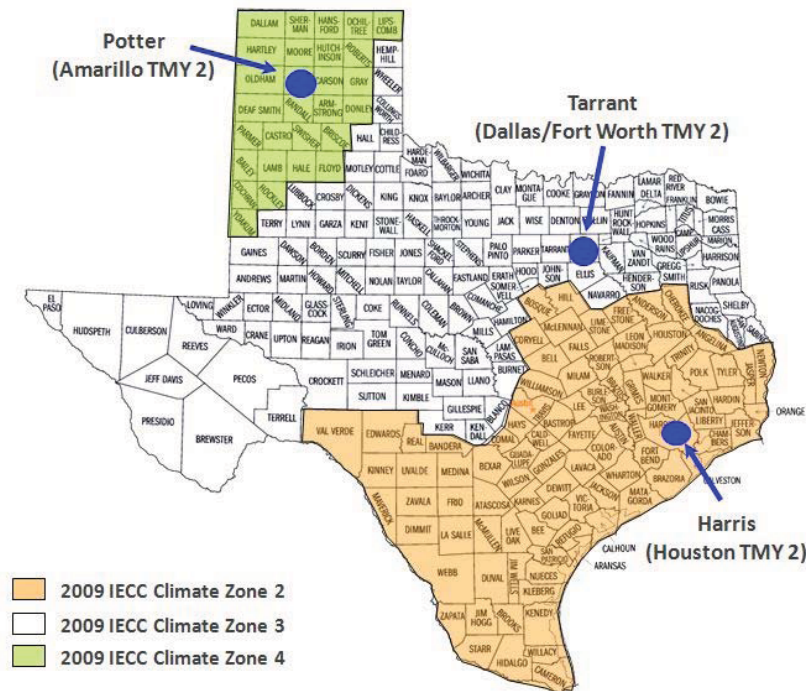 Potter
(Amarillo TMY 2)
Tarrant
(Dallas/Fort Worth TMY 2)
Harris
(Houston TMY 2)
DALLAM SHER-MAN HANS-FORD OCHIL-TREE LIPS-COMB
HARTLEY MOORE HUTCH-INSON ROBERTS HEMP-HILL
OLDHAM CARSON GRAY WHEELER
DEAF SMITH RANDALL ARM-STRONG DONLEY COLLINGS-WORTH
PARMER CASTRO SWISHER BRISCOE HALL CHILD-RESS
BAILEY LAMB HALE FLOYD MOTLEY COTTLE HARDE-MAN FOARD WILBARGER WICHITA CLAY MONTA-GUE COOKE GRAYSON FANNIN LAMAR RED RIVER DELTA FRANKLIN BOWIE
COCHRAN HOCKLEY LUBBOCK CROSBY DICKENS KING KNOX BAYLOR ARCHER JACK WISE DENTON HUNT ROCK-WALL HOPKINS TITUS CAMP MORRIS CASS
YOAKUM TERRY LYNN GARZA KENT STONE-WALL HASKELL THROCK-MORTON YOUNG PALO PINTO PARKER TARRANT KAUFMAN VAN ZANDT WOOD RAINS UPSHUR MARION HARRISON
GAINES DAWSON BORDEN SCURRY FISHER JONES SHACKEL-FORD STEPHENS EASTLAND ERATH HOOD SOMER-VELL JOHN-SON ELLIS HENDER-SON SMITH GREGG RUSK PANOLA
ANDREWS MARTIN HOWARD MITCHELL NOLAN TAYLOR CALLAHAN COMANCHE BOSQUE HILL NAVARRO ANDERSON CHEROKEE NACOG-DOCHES SHELBY
EL PASO HUDSPETH CULBERSON LOVING WINKLER ECTOR MIDLAND GLASS-COCK STERLING COKE RUNNELS COLEMAN BROWN MILLS HAMILTON McLENNAN LIME-STONE FREE-STONE LEON HOUSTON ANGELINA
REEVES WARD CRANE UPTON REAGAN IRION TOM GREEN CONCHO McCULLOCH SAN SABA LAM-PASAS CORYELL BELL FALLS ROBERT-SON MADISON TRINITY POLK TYLER JASPER NEWTON
JEFF DAVIS PECOS CROCKETT SCHLEICHER MENARD MASON LLANO BURNET WILLIAMSON MILAM BRAZOS GRIMES WALKER SAN JACINTO HARDIN ORANGE
PRESIDIO BREWSTER TERRELL SUTTON KIMBLE GILLESPIE BLANCO HAYS BASTROP LEE BURLE-SON WASH-INGTON MONT-GOMERY LIBERTY JEFFER-SON
VAL VERDE EDWARDS REAL KERR KEN-DALL BANDERA COMAL CALD-WELL FAYETTE AUSTIN WALLER CHAM-BERS
KINNEY UVALDE MEDINA BEXAR GUADA-LUPE GONZALES LAVACA COLOR-ADO FORT BEND BRAZORIA GALVESTON
MAVERICK ZAVALA FRIO ATASCOSA WILSON KARNES DEWITT JACKSON WHARTON MATA GORDA
DIMMIT LA SALLE McMULLEN LIVE OAK BEE GOLIAD VIC-TORIA REFUGIO CALHOUN
WEBB DUVAL JIM WELLS SAN PATRICIO NUECES ARANSAS
KLEBERG
ZAPATA JIM HOGG BROOKS KENEDY
STARR HIDALGO WILLACY
CAMERON
2009 IECC Climate Zone 2
2009 IECC Climate Zone 3
2009 IECC Climate Zone 4